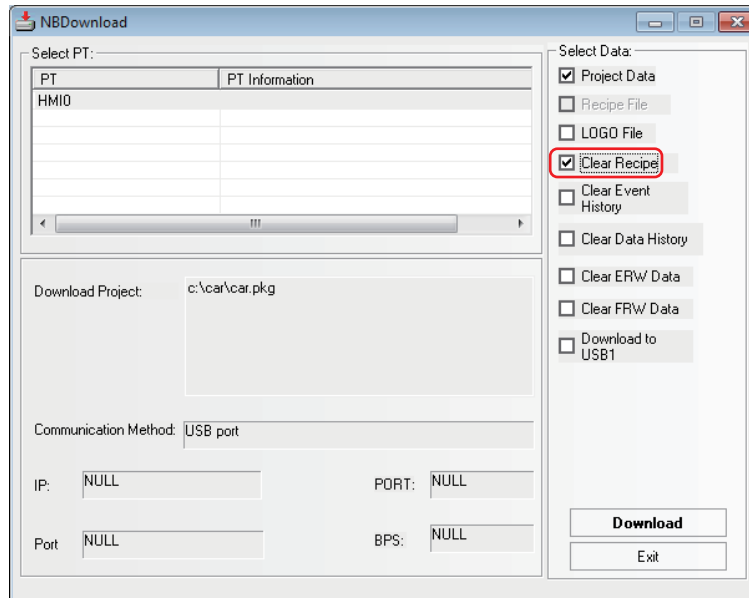 NBDownload
Select PT:
PT PT Information
HMI0
Download Project: c:\car\car.pkg
Communication Method: USB port
IP: NULL PORT: NULL
Port NULL BPS: NULL
Select Data:
Project Data
Recipe File
LOGO File
Clear Recipe
Clear Event
History
Clear Data History
Clear ERW Data
Clear FRW Data
Download to
USB1
Download
Exit